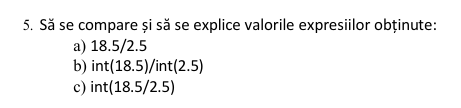 5. Să se compare și să se explice valorile expresiilor obținute:
a) 18.5/2.5
b) int(18.5)/int(2.5)
c) int(18.5/2.5)